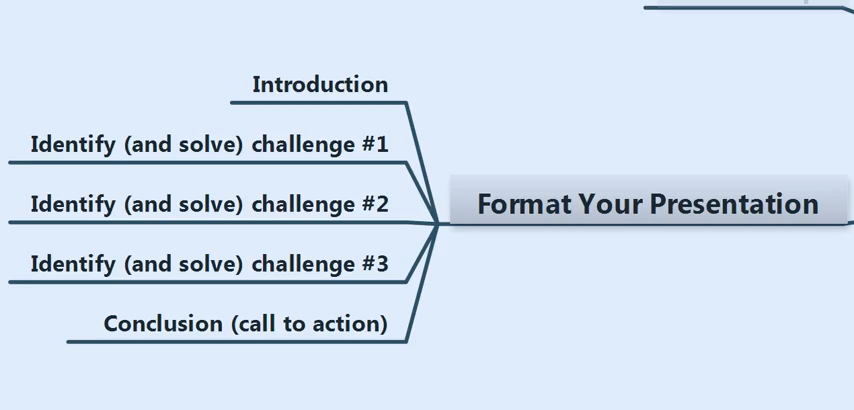 Introduction
Identify (and solve) challenge #1
Identify (and solve) challenge #2
Identify (and solve) challenge #3
Conclusion (call to action)
Format Your Presentation